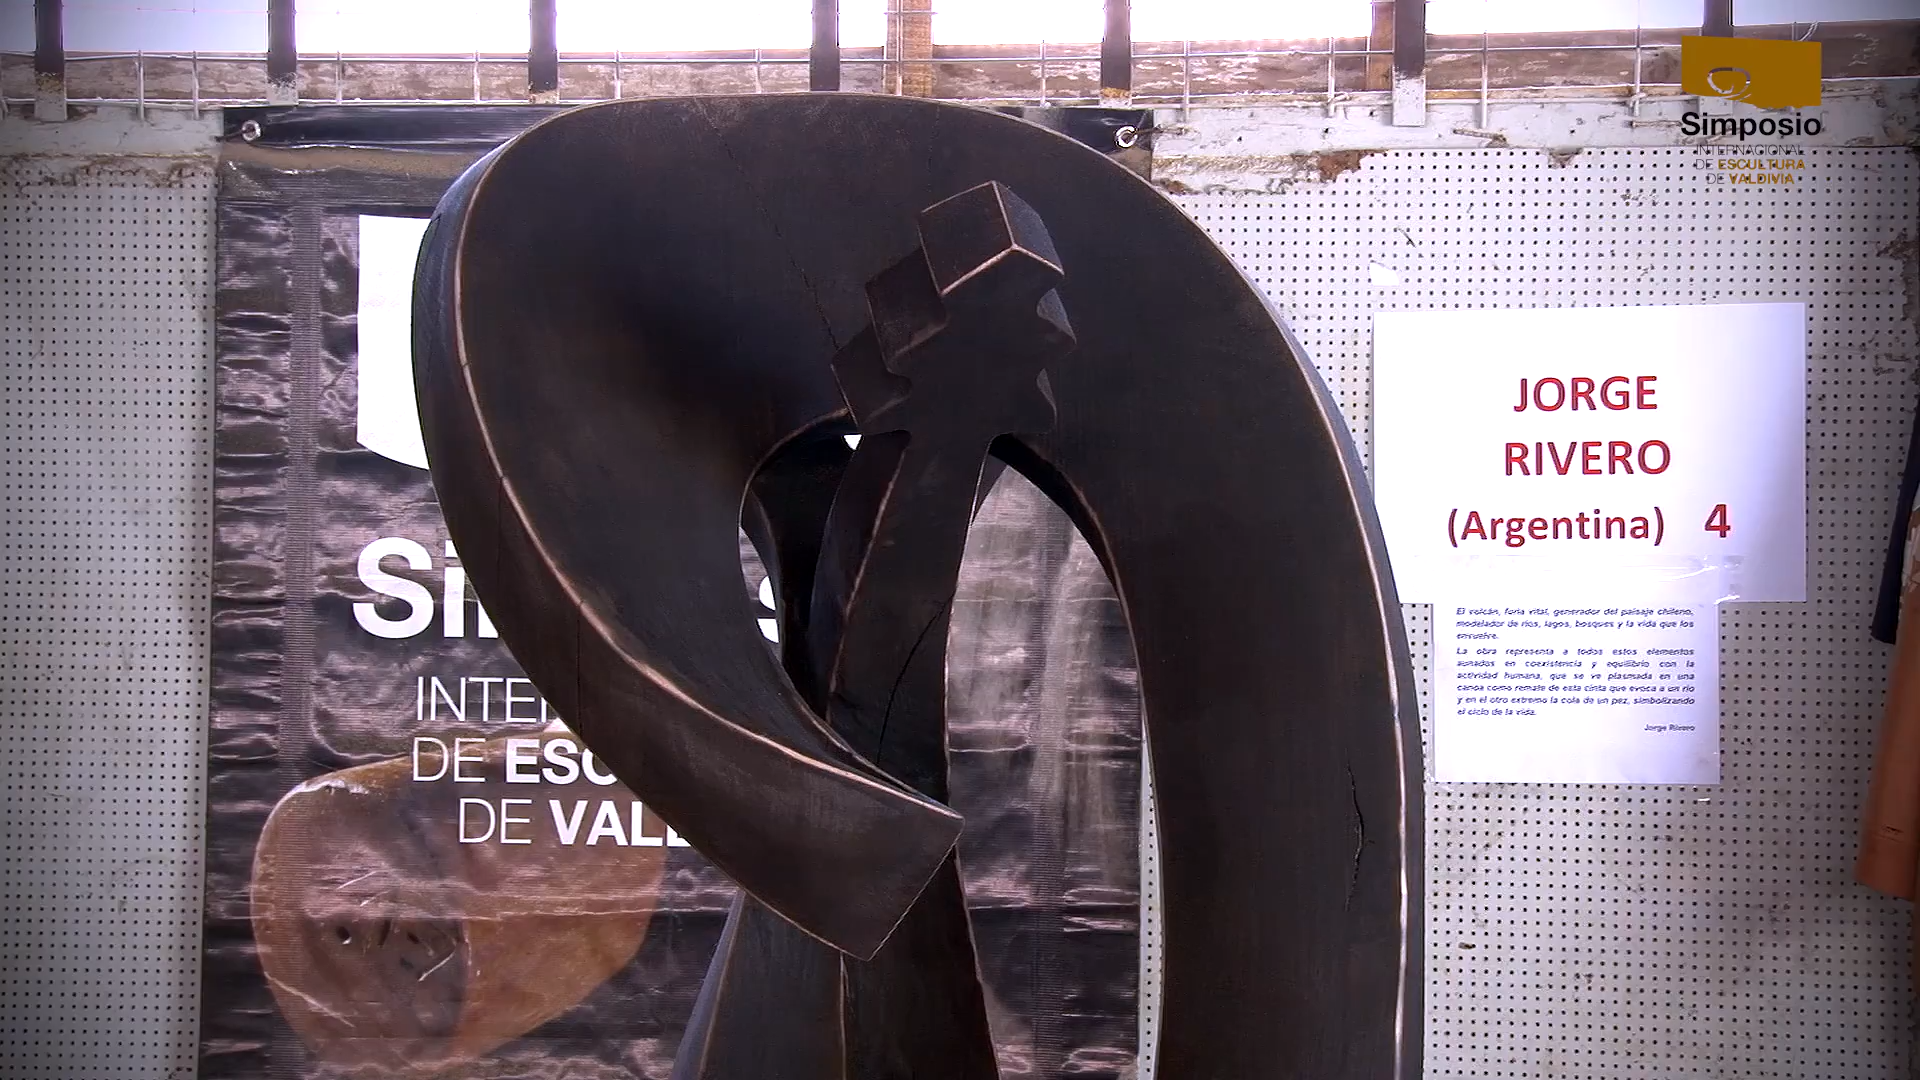 Simposio
INTERNACIONAL
DE ESCULTURA
DE VALDIVIA
JORGE
RIVERO
(Argentina) 4
El volcán, furia vital, generador del paisaje chileno,
modelador de ríos, lagos, bosques y la vida que los
envuelve.
La obra representa a todos estos elementos
aunados en coexistencia y equilibrio con la
actividad humana, que se ve plasmada en una
canoa como remate de esta cinta que evoca a un río
y en el otro extremo la cola de un pez, simbolizando
el ciclo de la vida.
Jorge Rivero
Si s
INTER
DE ESC
DE VAL